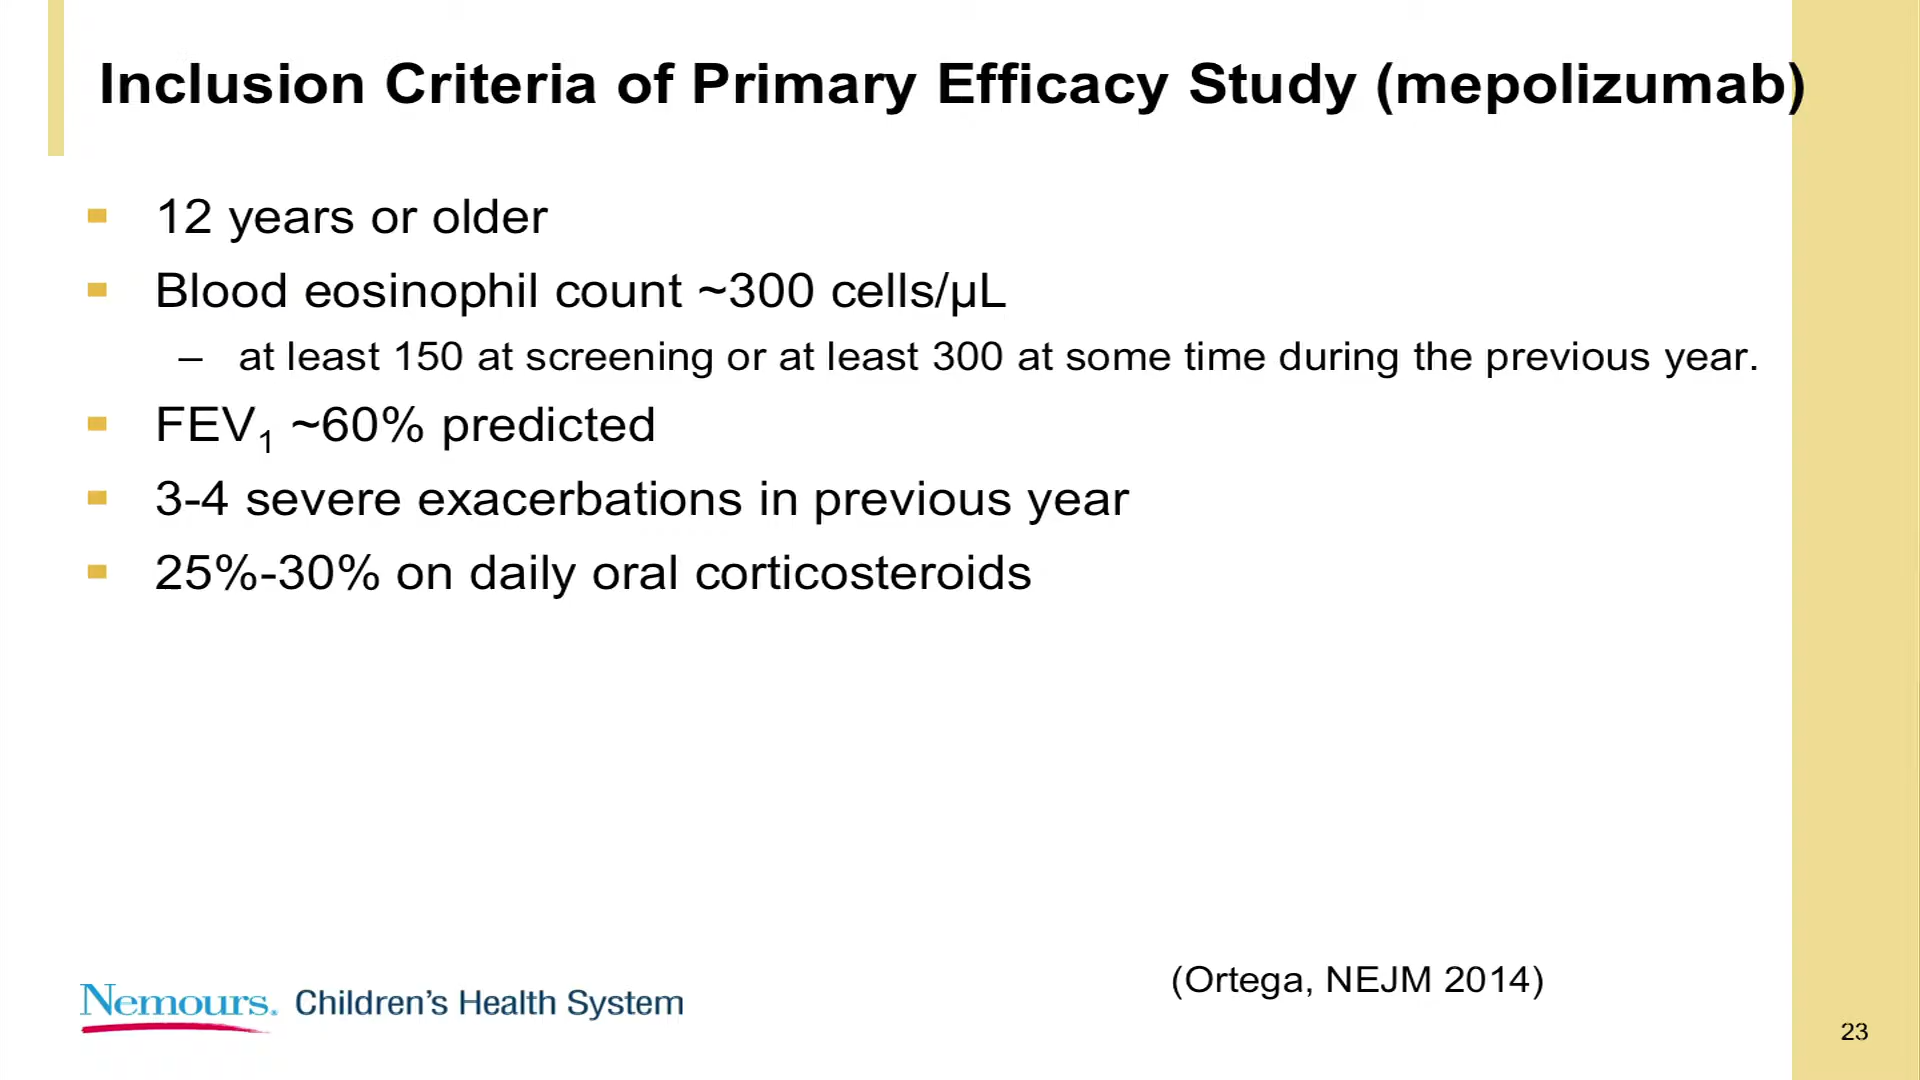 Inclusion Criteria of Primary Efficacy Study (mepolizumab)
12 years or older
Blood eosinophil count ~300 cells/µL
– at least 150 at screening or at least 300 at some time during the previous year.
FEV₁ ~60% predicted
3-4 severe exacerbations in previous year
25%-30% on daily oral corticosteroids
(Ortega, NEJM 2014)
Nemours. Children's Health System
23